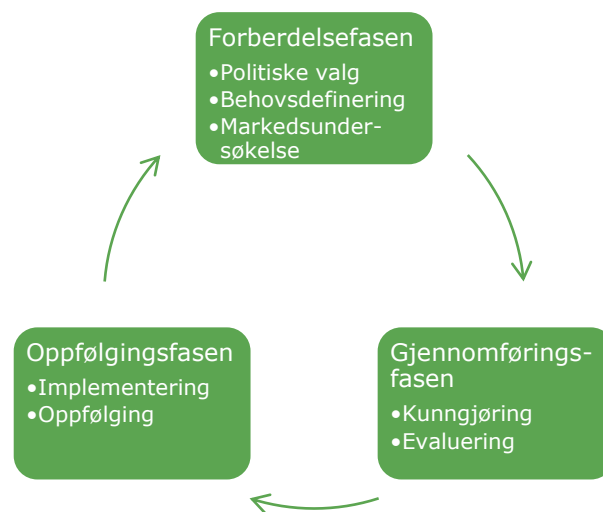 Forberdelsefasen
•Politiske valg
•Behovsdefinering
•Markedsunder-
søkelse
Gjennomførings-
fasen
•Kunngjøring
•Evaluering
Oppfølgingsfasen
•Implementering
•Oppfølging